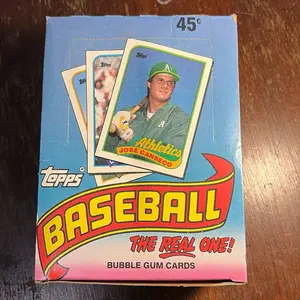 45¢
Topps
Athletics
JOSE CANSECO
Topps
BASEBALL
THE REAL ONE!
BUBBLE GUM CARDS